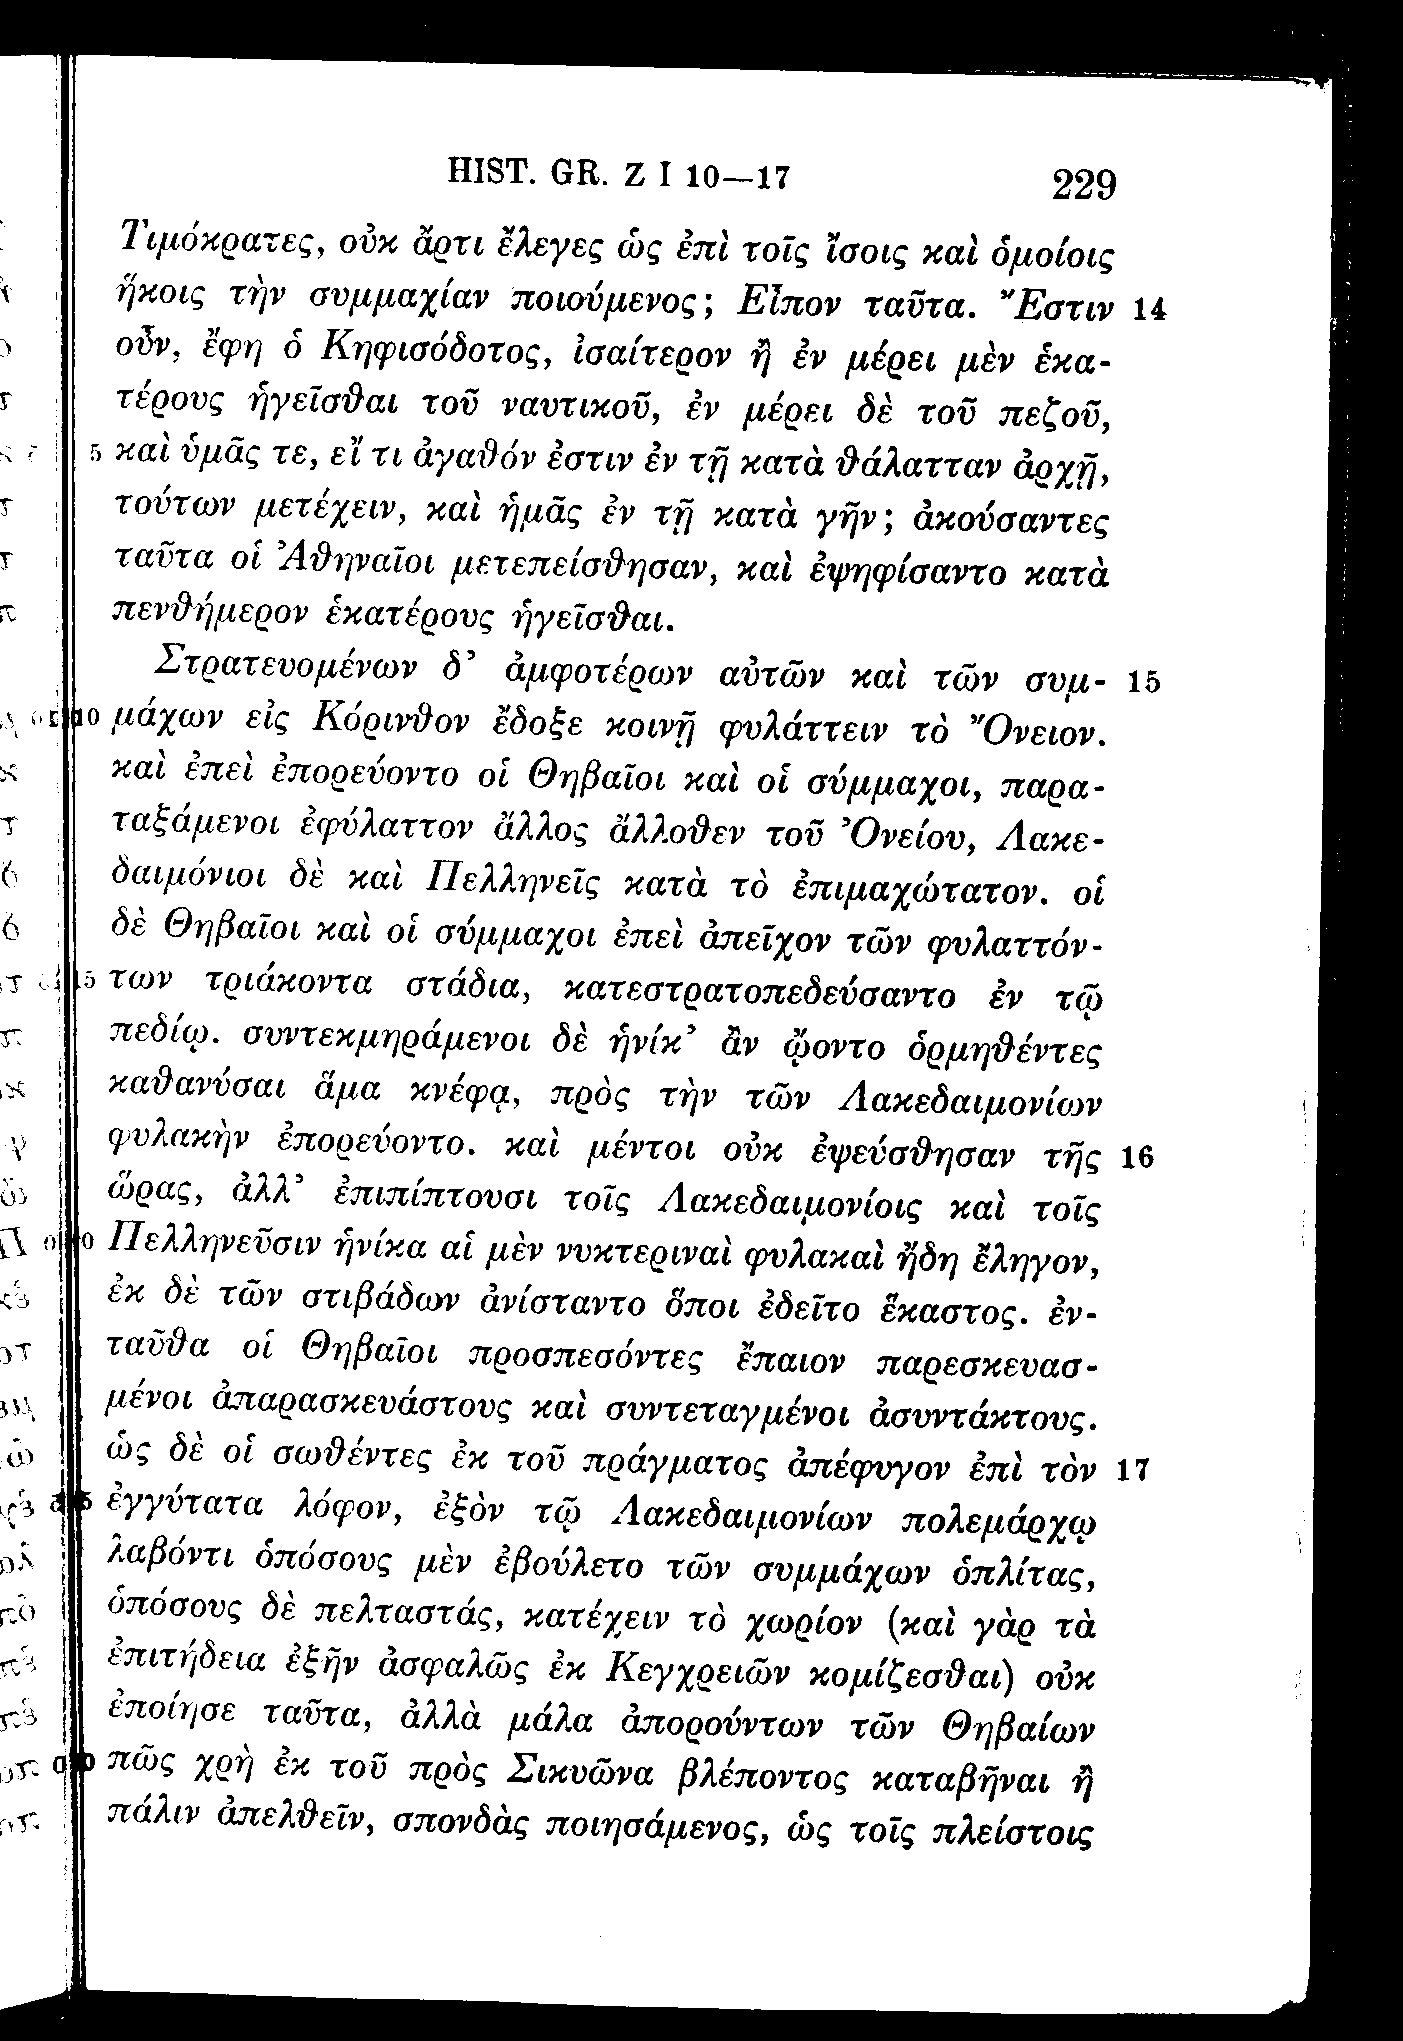 HIST. GR. Z I 10—17 229
Τιμόκρατες, οὐκ ἄρτι ἔλεγες ὡς ἐπὶ τοῖς ἴσοις καὶ ὁμοίοις
ἥκοις τὴν συμμαχίαν ποιούμενος; Εἶπον ταῦτα. Ἔστιν 14
οὖν, ἔφη ὁ Κηφισόδοτος, ἰσαίτερον ἢ ἐν μέρει μὲν ἑκα-
τέρους ἡγεῖσθαι τοῦ ναυτικοῦ, ἐν μέρει δὲ τοῦ πεζοῦ,
5 καὶ ὑμᾶς τε, εἴ τι ἀγαθόν ἐστιν ἐν τῇ κατὰ θάλατταν ἀρχῇ,
τούτων μετέχειν, καὶ ἡμᾶς ἐν τῇ κατὰ γῆν; ἀκούσαντες
ταῦτα οἱ Ἀθηναῖοι μετεπείσθησαν, καὶ ἐψηφίσαντο κατὰ
πενθήμερον ἑκατέρους ἡγεῖσθαι.
Στρατευομένων δ’ ἀμφοτέρων αὐτῶν καὶ τῶν συμ- 15
10 μάχων εἰς Κόρινθον ἔδοξε κοινῇ φυλάττειν τὸ Ὄνειον.
καὶ ἐπεὶ ἐπορεύοντο οἱ Θηβαῖοι καὶ οἱ σύμμαχοι, παρα-
ταξάμενοι ἐφύλαττον ἄλλος ἄλλοθεν τοῦ Ὀνείου, Λακε-
δαιμόνιοι δὲ καὶ Πελληνεῖς κατὰ τὸ ἐπιμαχώτατον. οἱ
δὲ Θηβαῖοι καὶ οἱ σύμμαχοι ἐπεὶ ἀπεῖχον τῶν φυλαττόν-
15 των τριάκοντα στάδια, κατεστρατοπεδεύσαντο ἐν τῷ
πεδίῳ. συντεκμηράμενοι δὲ ἡνίκ’ ἂν ᾤοντο ὁρμηθέντες
καθανύσαι ἅμα κνέφᾳ, πρὸς τὴν τῶν Λακεδαιμονίων
φυλακὴν ἐπορεύοντο. καὶ μέντοι οὐκ ἐψεύσθησαν τῆς 16
ὥρας, ἀλλ’ ἐπιπίπτουσι τοῖς Λακεδαιμονίοις καὶ τοῖς
Πελληνεῦσιν ἡνίκα αἱ μὲν νυκτεριναὶ φυλακαὶ ἤδη ἔληγον,
ἐκ δὲ τῶν στιβάδων ἀνίσταντο ὅποι ἐδεῖτο ἕκαστος. ἐν-
ταῦθα οἱ Θηβαῖοι προσπεσόντες ἔπαιον παρεσκευασ-
μένοι ἀπαρασκευάστους καὶ συντεταγμένοι ἀσυντάκτους.
ὡς δὲ οἱ σωθέντες ἐκ τοῦ πράγματος ἀπέφυγον ἐπὶ τὸν 17
ἐγγύτατα λόφον, ἐξὸν τῷ Λακεδαιμονίων πολεμάρχῳ
λαβόντι ὁπόσους μὲν ἐβούλετο τῶν συμμάχων ὁπλίτας,
ὁπόσους δὲ πελταστάς, κατέχειν τὸ χωρίον (καὶ γὰρ τὰ
ἐπιτήδεια ἐξῆν ἀσφαλῶς ἐκ Κεγχρειῶν κομίζεσθαι) οὐκ
ἐποίησε ταῦτα, ἀλλὰ μάλα ἀπορούντων τῶν Θηβαίων
πῶς χρὴ ἐκ τοῦ πρὸς Σικυῶνα βλέποντος καταβῆναι ἢ
πάλιν ἀπελθεῖν, σπονδὰς ποιησάμενος, ὡς τοῖς πλείστοις